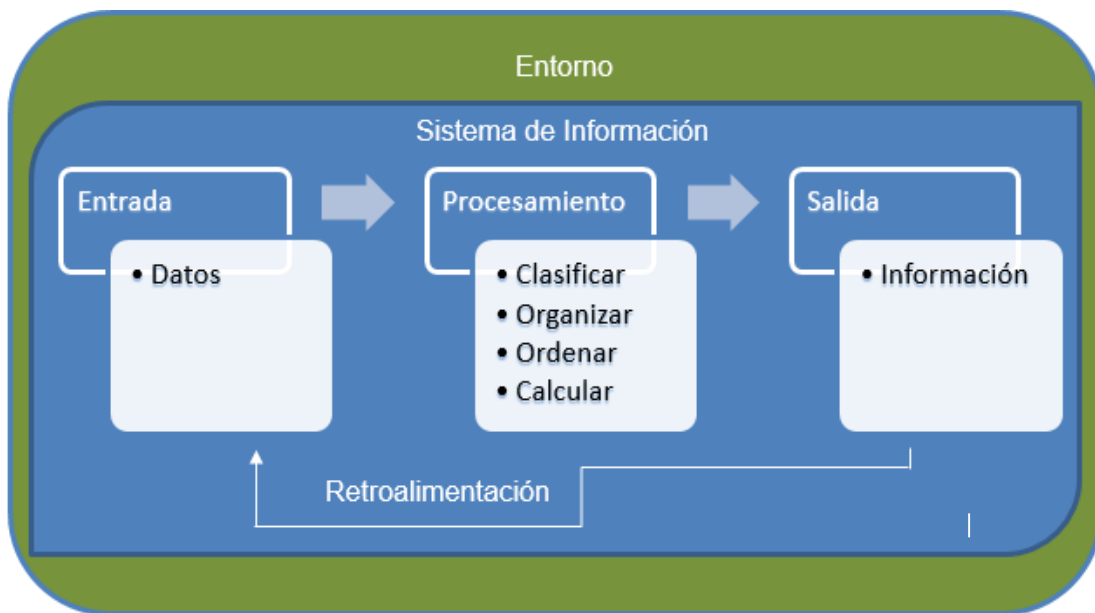 Entorno
Sistema de Información
Entrada
• Datos
Procesamiento
• Clasificar
• Organizar
• Ordenar
• Calcular
Salida
• Información
Retroalimentación